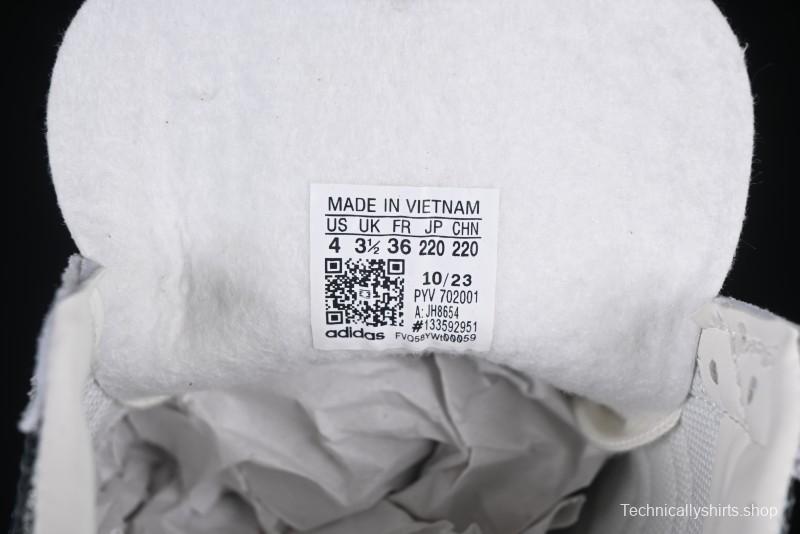 MADE IN VIETNAM
US UK FR JP CHN
4 3½ 36 220 220
10/23
PYV 702001
A: JH8654
#133592951
adidas FVQ58YWt00059
Technicallyshirts.shop